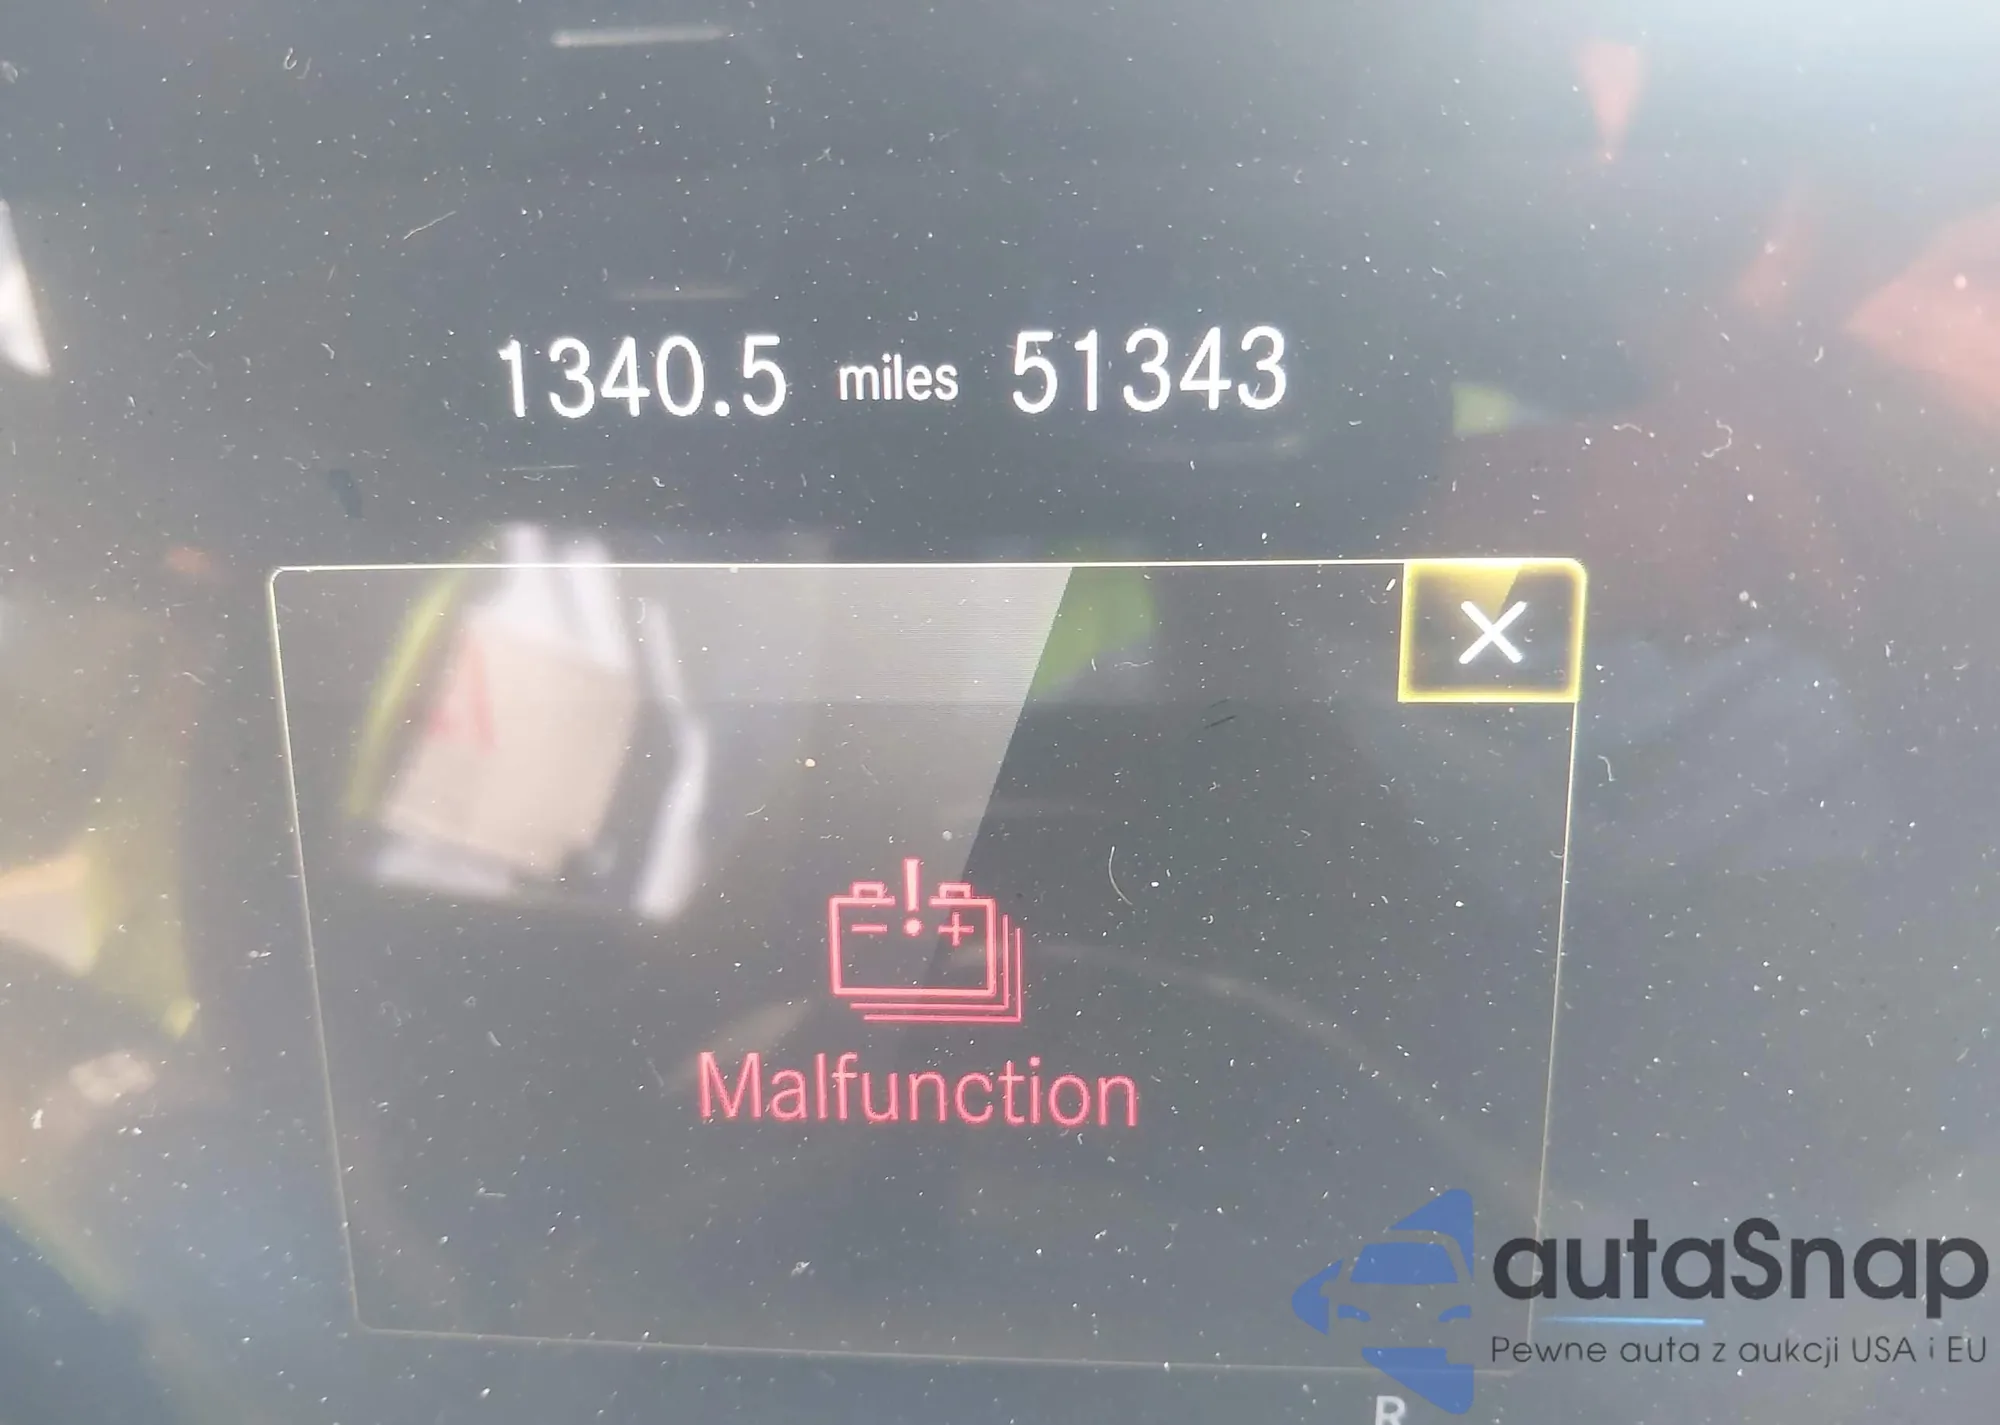 1340.5 miles 51343
Malfunction
R
autaSnap
Pewne auta z aukcji USA i EU